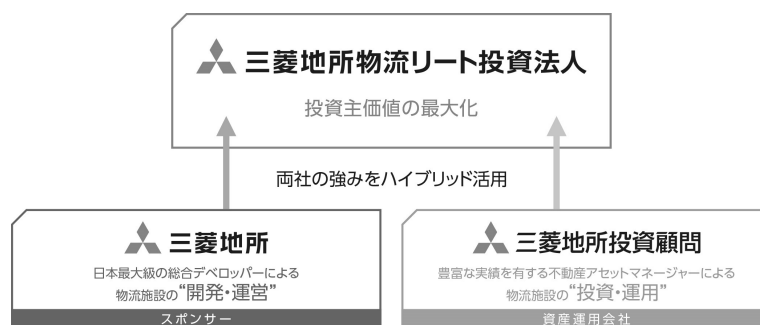 三菱地所物流リート投資法人
投資主価値の最大化
両社の強みをハイブリッド活用
三菱地所
日本最大級の総合デベロッパーによる
物流施設の“開発・運営”
スポンサー
三菱地所投資顧問
豊富な実績を有する不動産アセットマネージャーによる
物流施設の“投資・運用”
資産運用会社